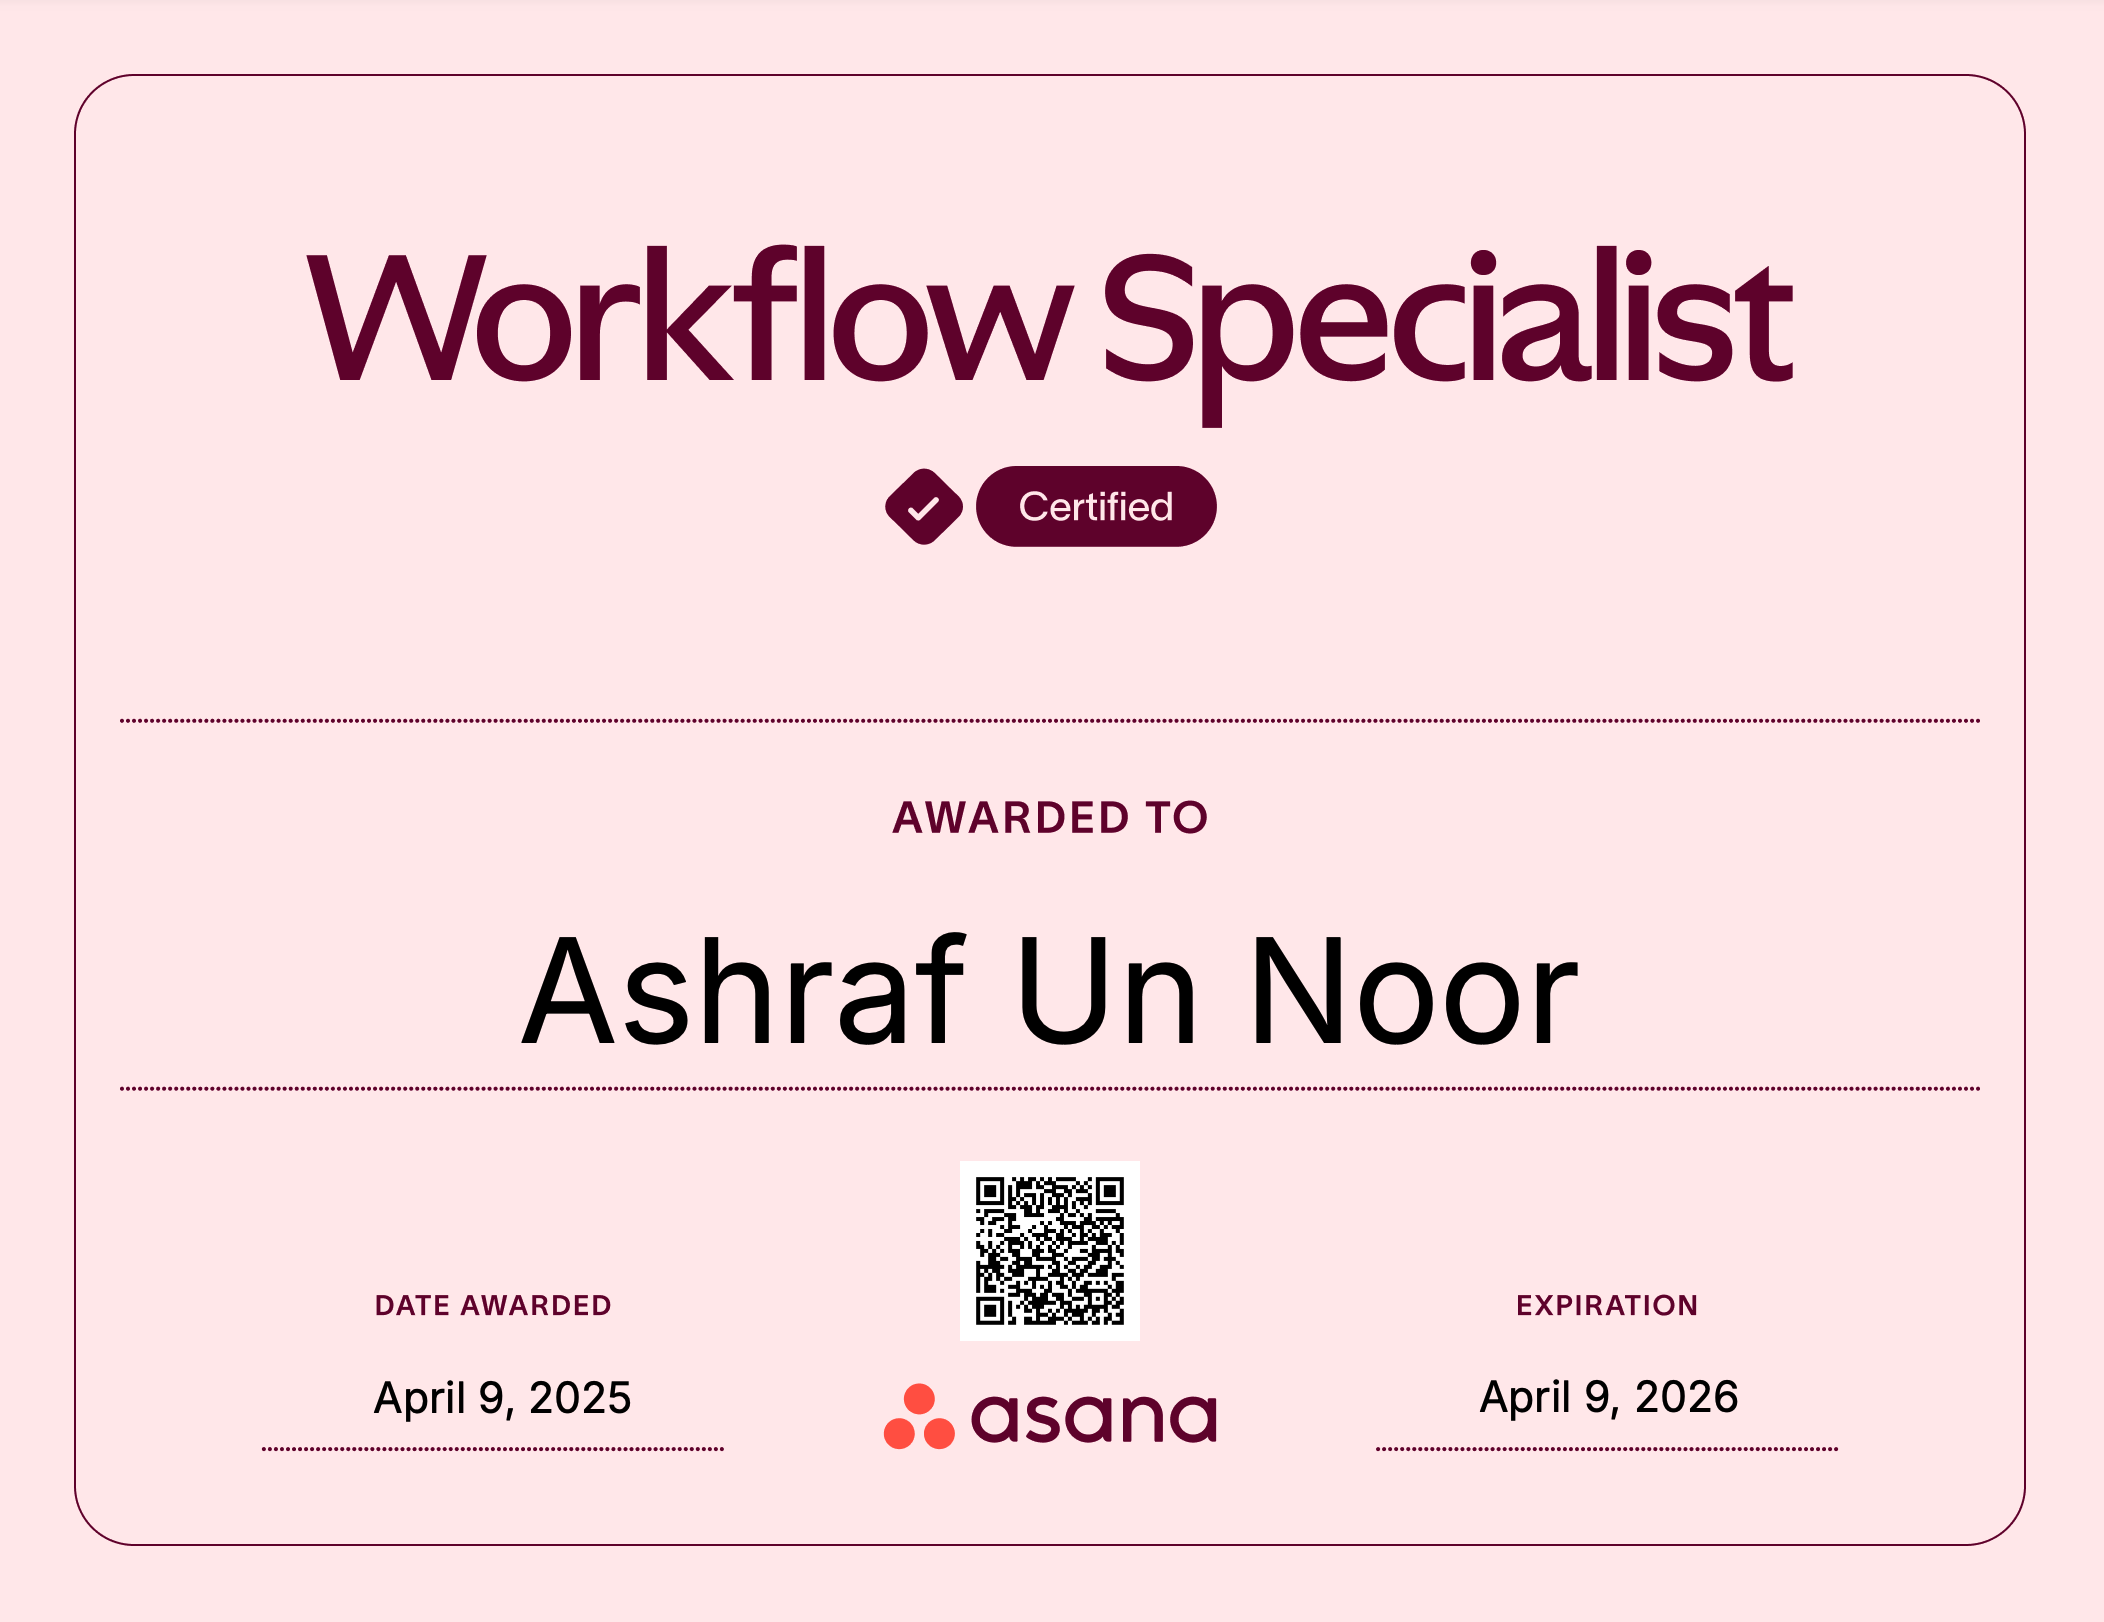 Workflow Specialist
Certified
AWARDED TO
Ashraf Un Noor
DATE AWARDED
April 9, 2025
asana
EXPIRATION
April 9, 2026